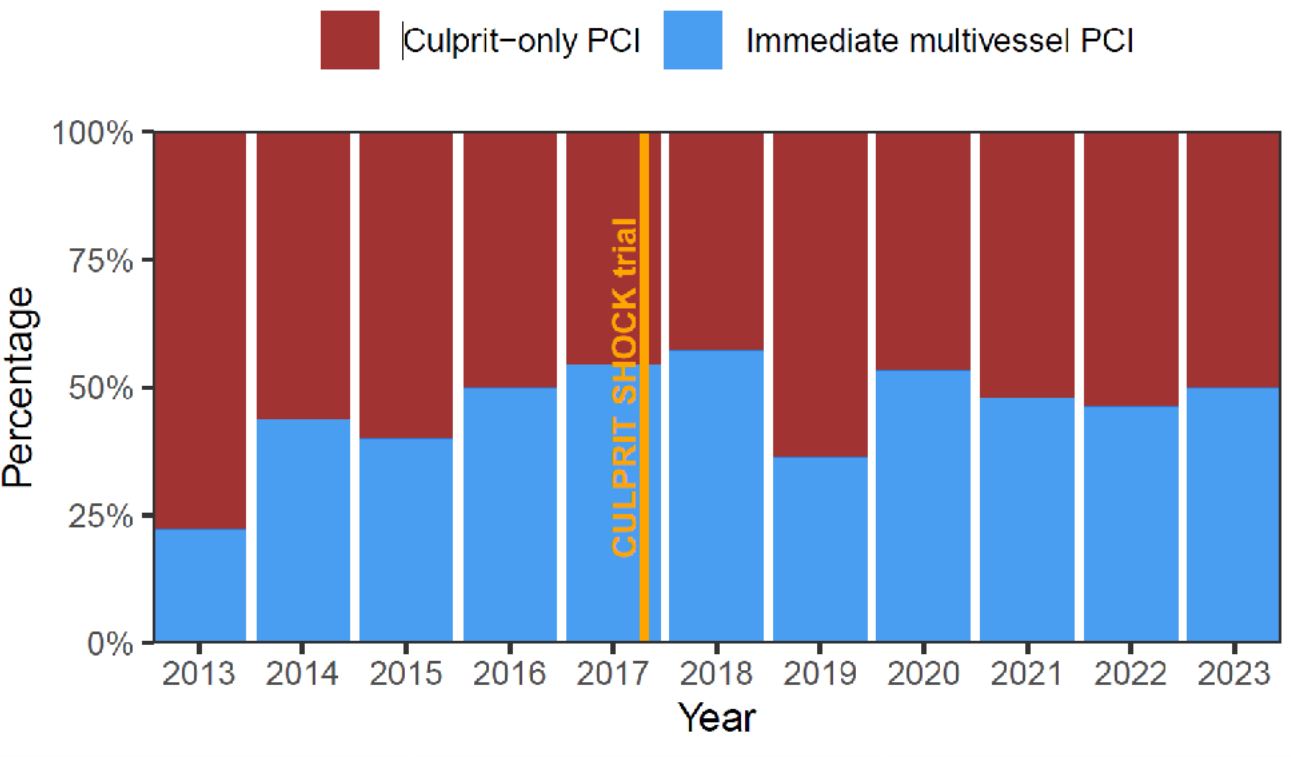 Culprit−only PCI
Immediate multivessel PCI
100%
75%
50%
25%
0%
Percentage
CULPRIT SHOCK trial
2013 2014 2015 2016 2017 2018 2019 2020 2021 2022 2023
Year